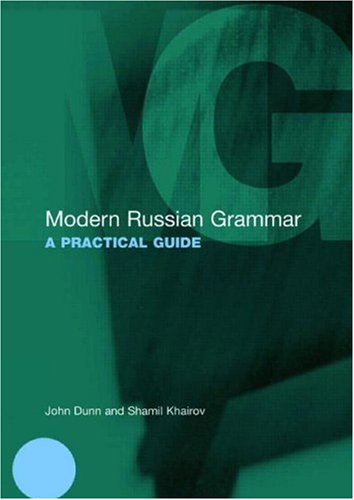 MG
Modern Russian Grammar
A PRACTICAL GUIDE
John Dunn and Shamil Khairov